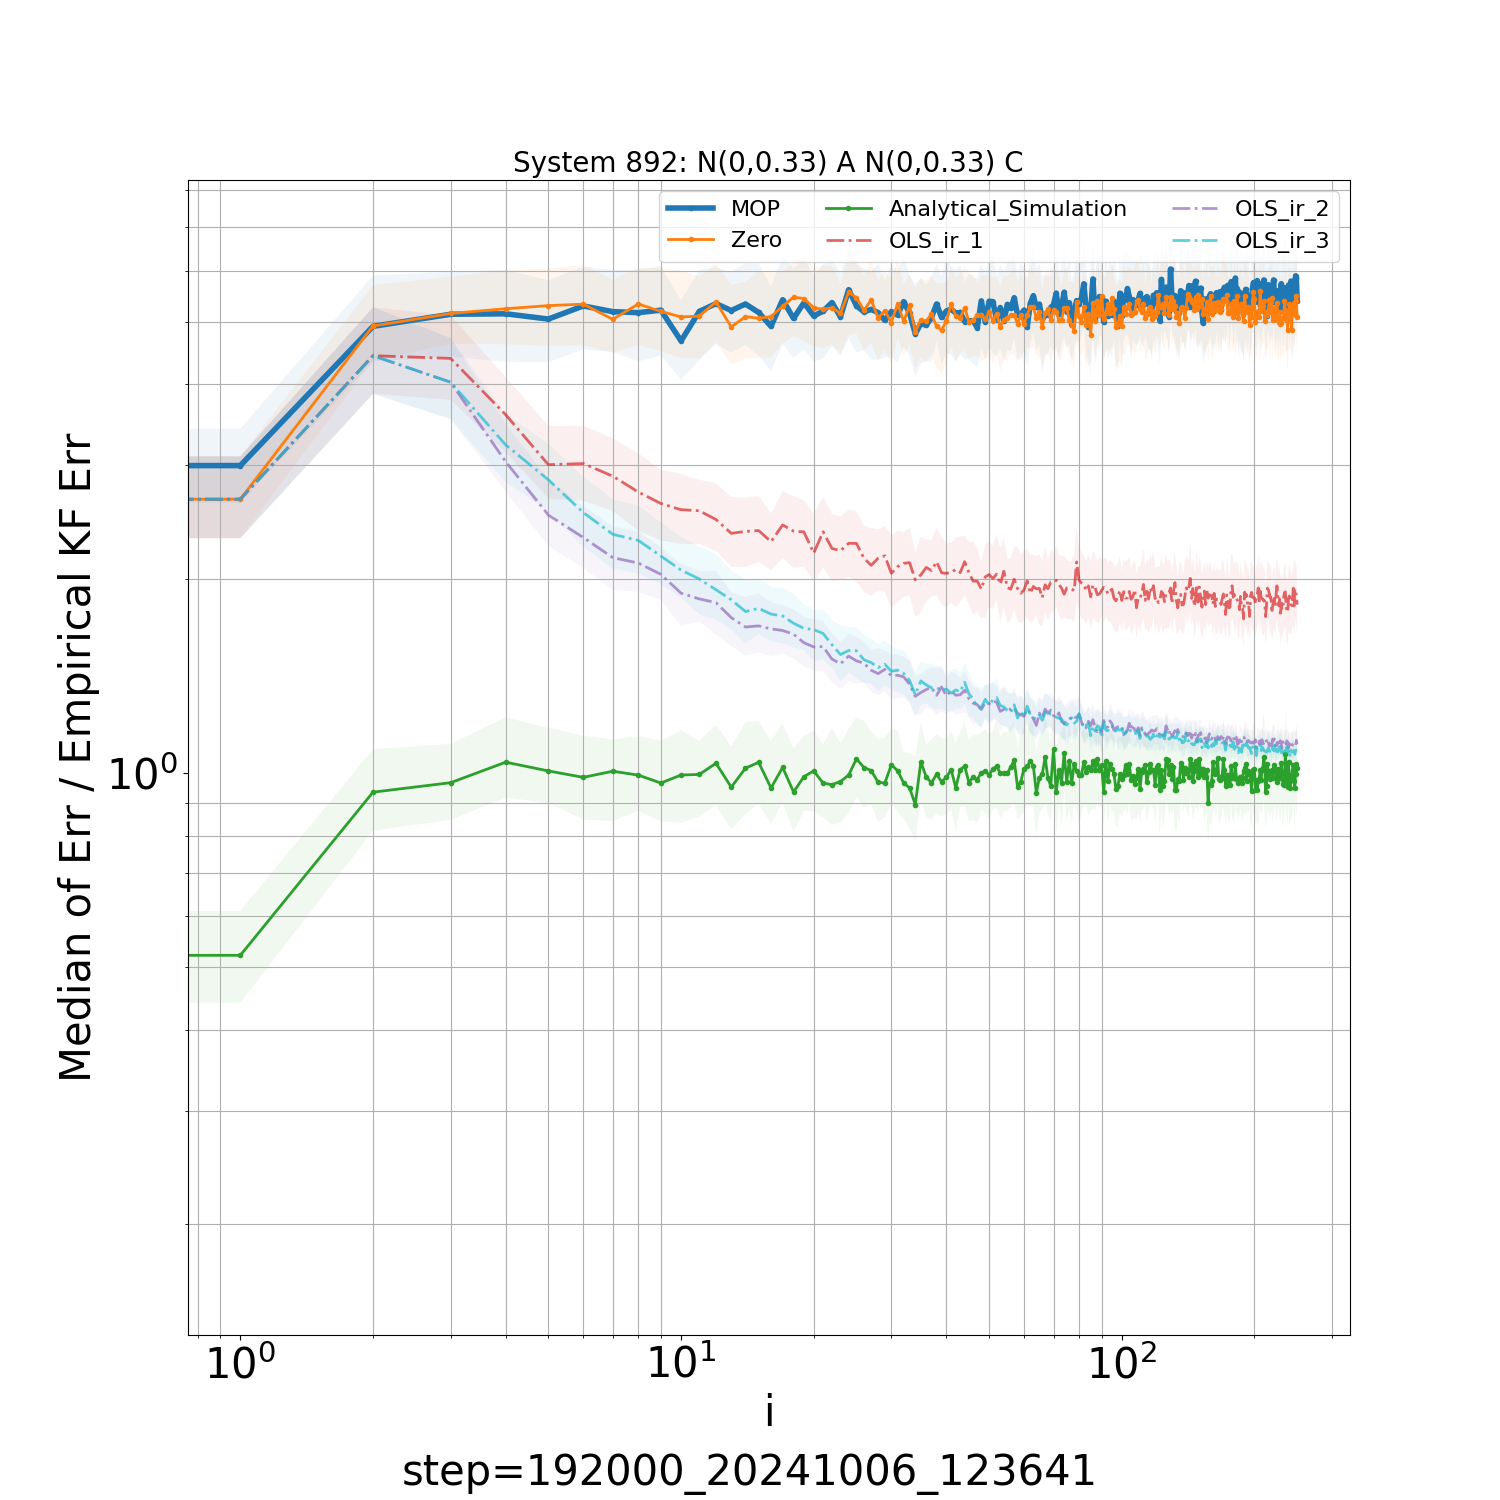 System 892: N(0,0.33) A N(0,0.33) C
MOP
Zero
Analytical_Simulation
OLS_ir_1
OLS_ir_2
OLS_ir_3
Median of Err / Empirical KF Err
10⁰
10⁰
10¹
10²
i
step=192000_20241006_123641